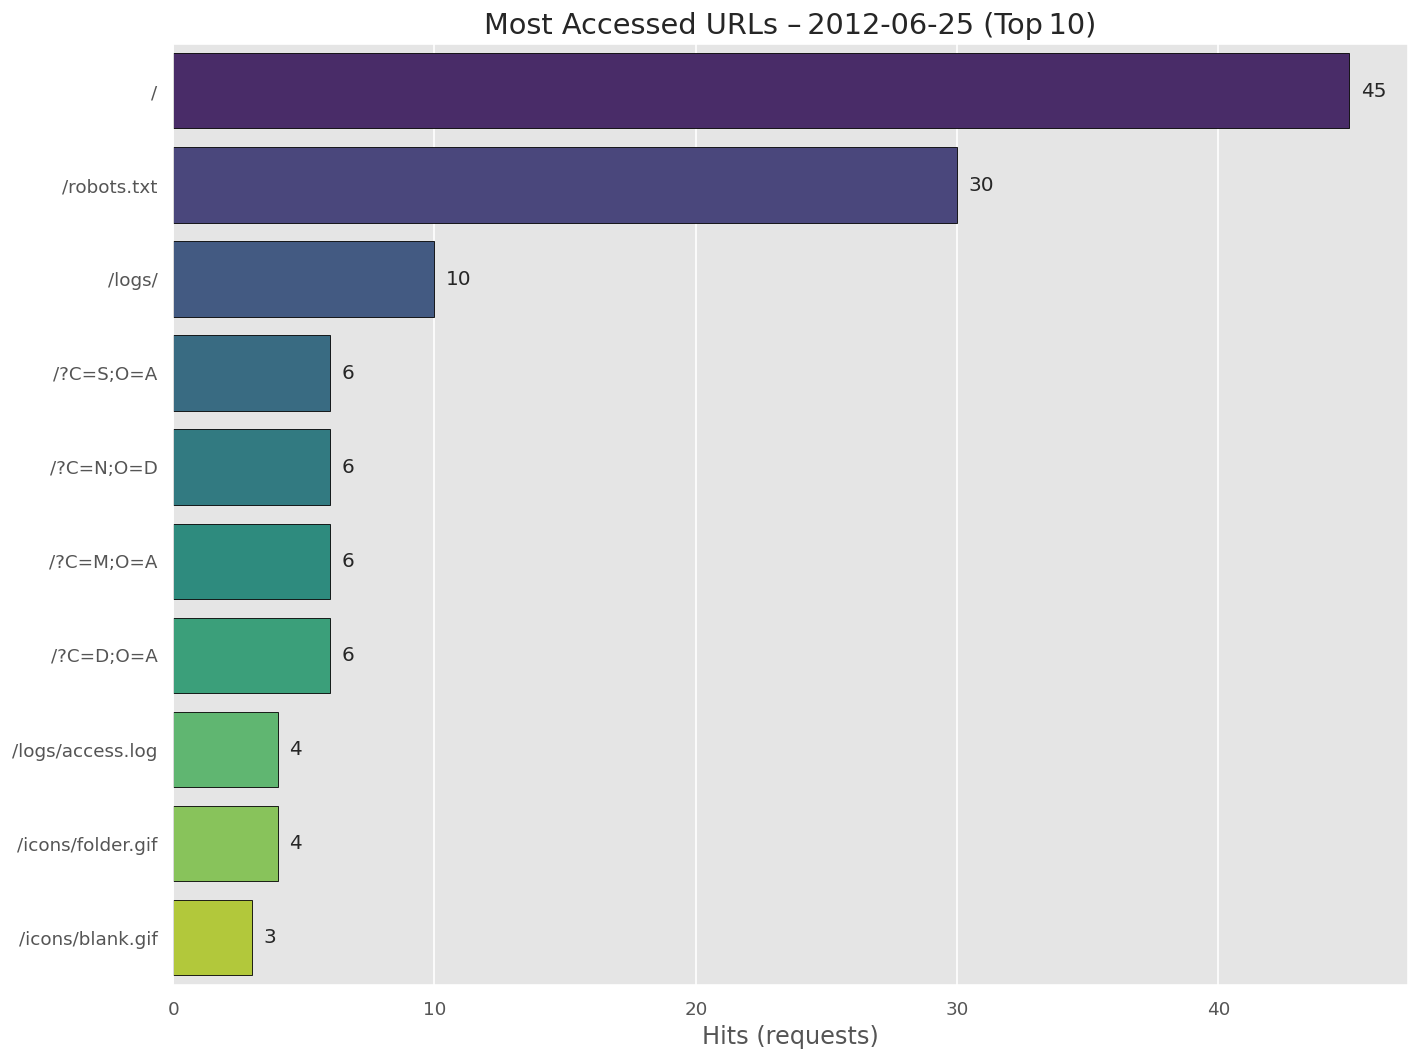 Most Accessed URLs – 2012-06-25 (Top 10)
/ 45
/robots.txt 30
/logs/ 10
/?C=S;O=A 6
/?C=N;O=D 6
/?C=M;O=A 6
/?C=D;O=A 6
/logs/access.log 4
/icons/folder.gif 4
/icons/blank.gif 3
0 10 20 30 40
Hits (requests)